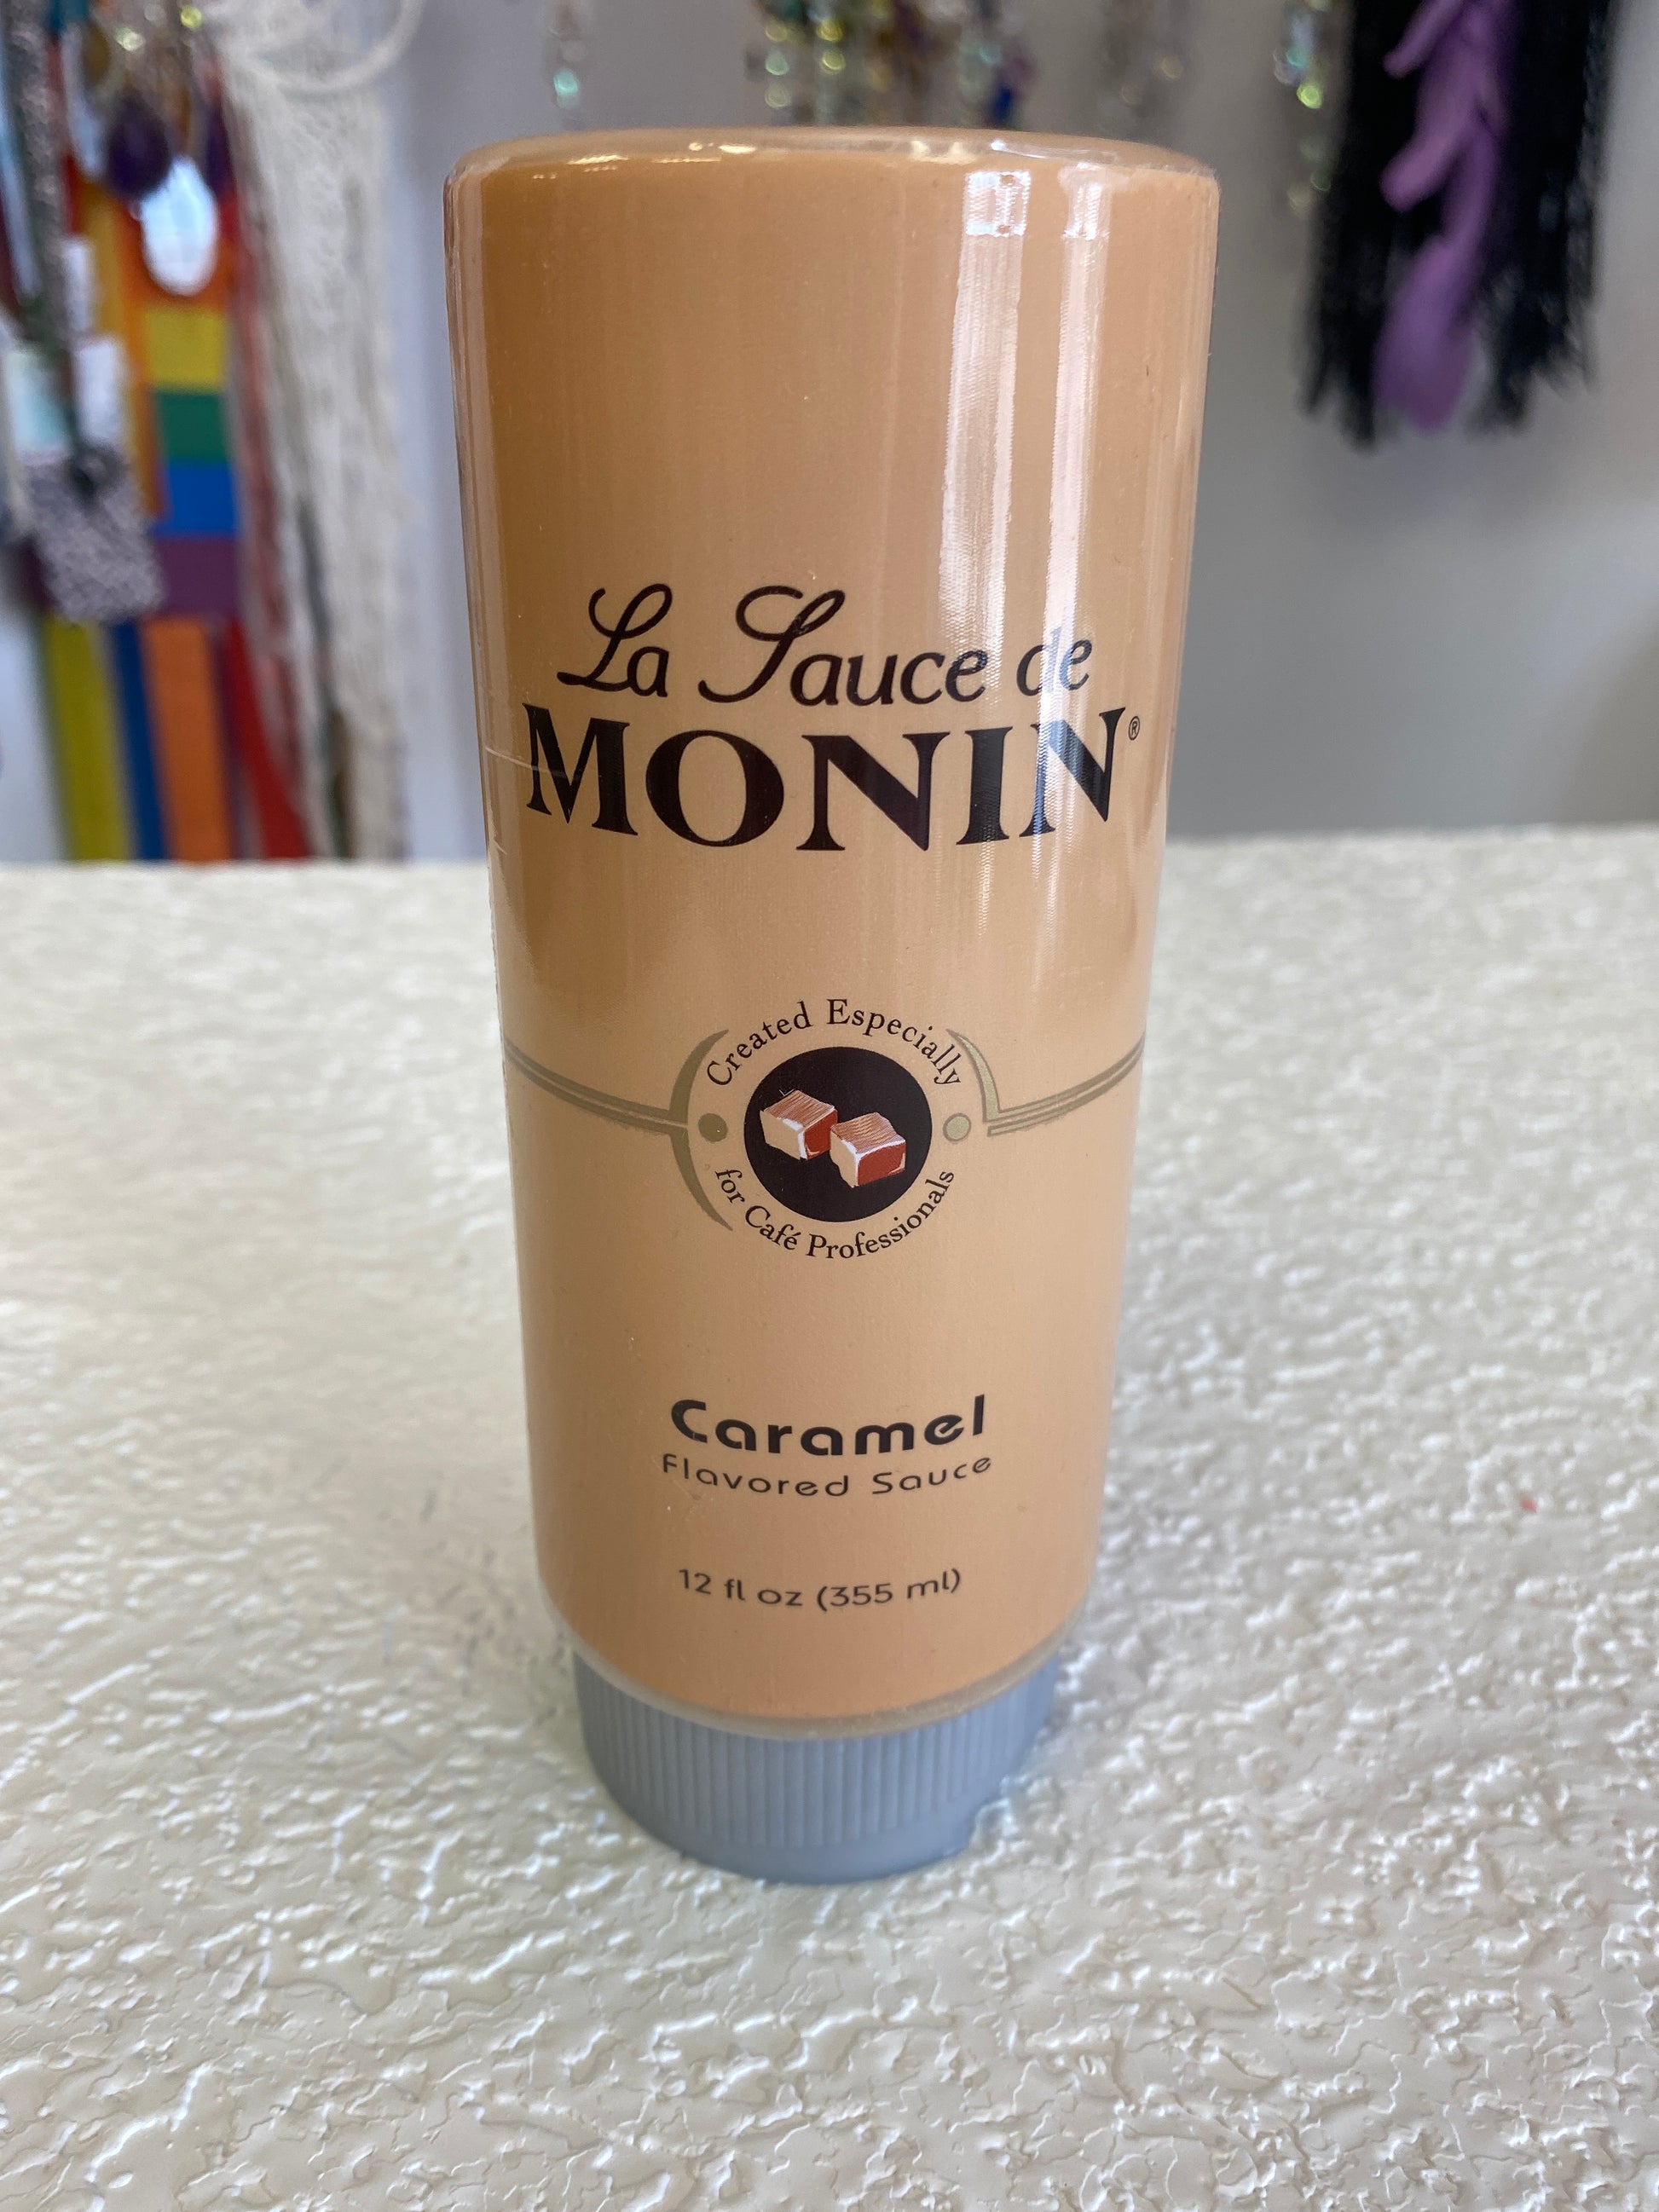 La Sauce de
MONIN®
Created Especially
for Café Professionals
Caramel
Flavored Sauce
12 fl oz (355 ml)